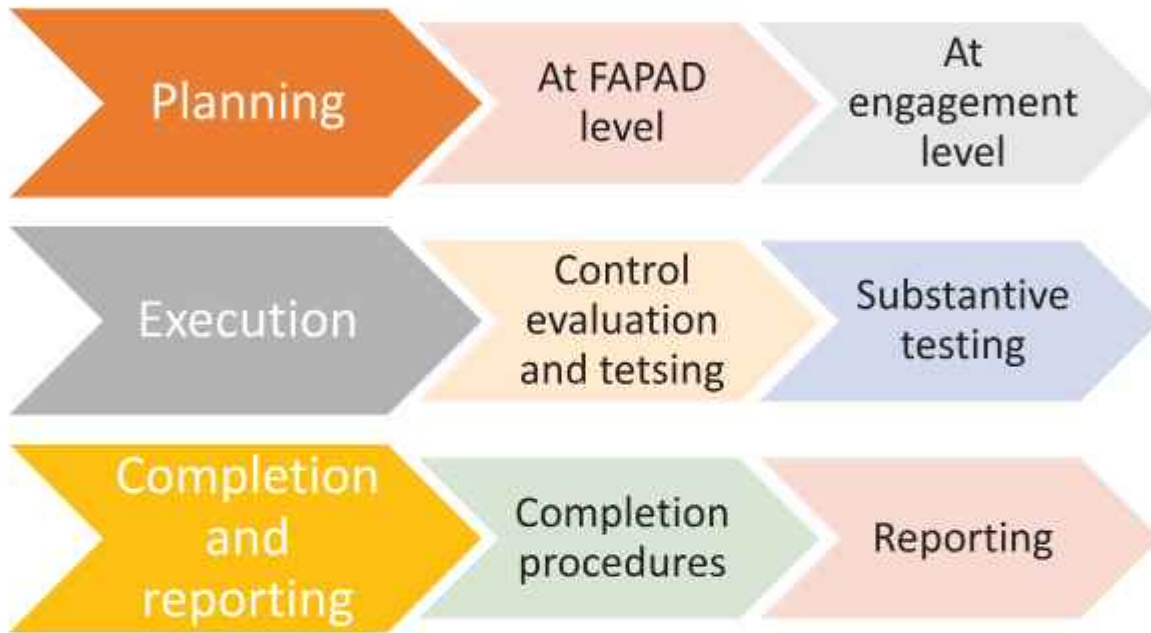 Planning
At FAPAD
level
At
engagement
level
Execution
Control
evaluation
and tetsing
Substantive
testing
Completion
and
reporting
Completion
procedures
Reporting